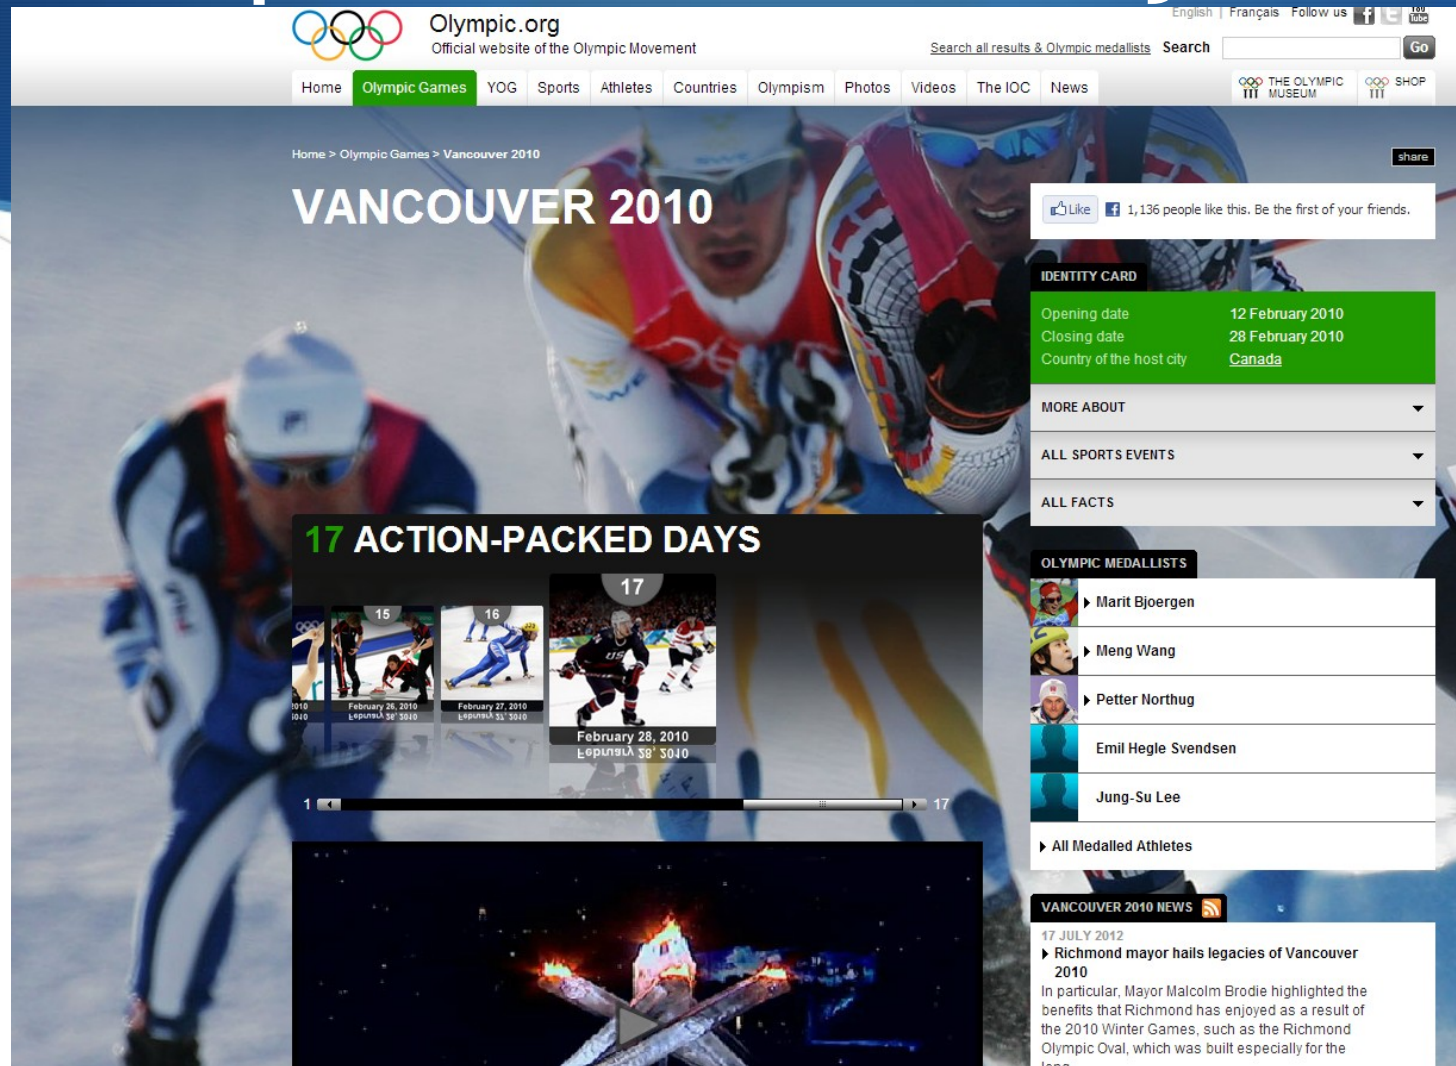 Olympic.org
Official website of the Olympic Movement
English | Français Follow us
You
Tube
Search all results & Olympic medallists Search
Go
Home Olympic Games YOG Sports Athletes Countries Olympism Photos Videos The IOC News
THE OLYMPIC
MUSEUM
SHOP
Home > Olympic Games > Vancouver 2010
share
VANCOUVER 2010
Like 1,136 people like this. Be the first of your friends.
IDENTITY CARD
Opening date 12 February 2010
Closing date 28 February 2010
Country of the host city Canada
MORE ABOUT
ALL SPORTS EVENTS
ALL FACTS
17 ACTION-PACKED DAYS
15
16
17
2010
February 26, 2010
February 27, 2010
February 28, 2010
1
17
OLYMPIC MEDALLISTS
Marit Bjoergen
Meng Wang
Petter Northug
Emil Hegle Svendsen
Jung-Su Lee
All Medalled Athletes
VANCOUVER 2010 NEWS
17 JULY 2012
Richmond mayor hails legacies of Vancouver
2010
In particular, Mayor Malcolm Brodie highlighted the
benefits that Richmond has enjoyed as a result of
the 2010 Winter Games, such as the Richmond
Olympic Oval, which was built especially for the